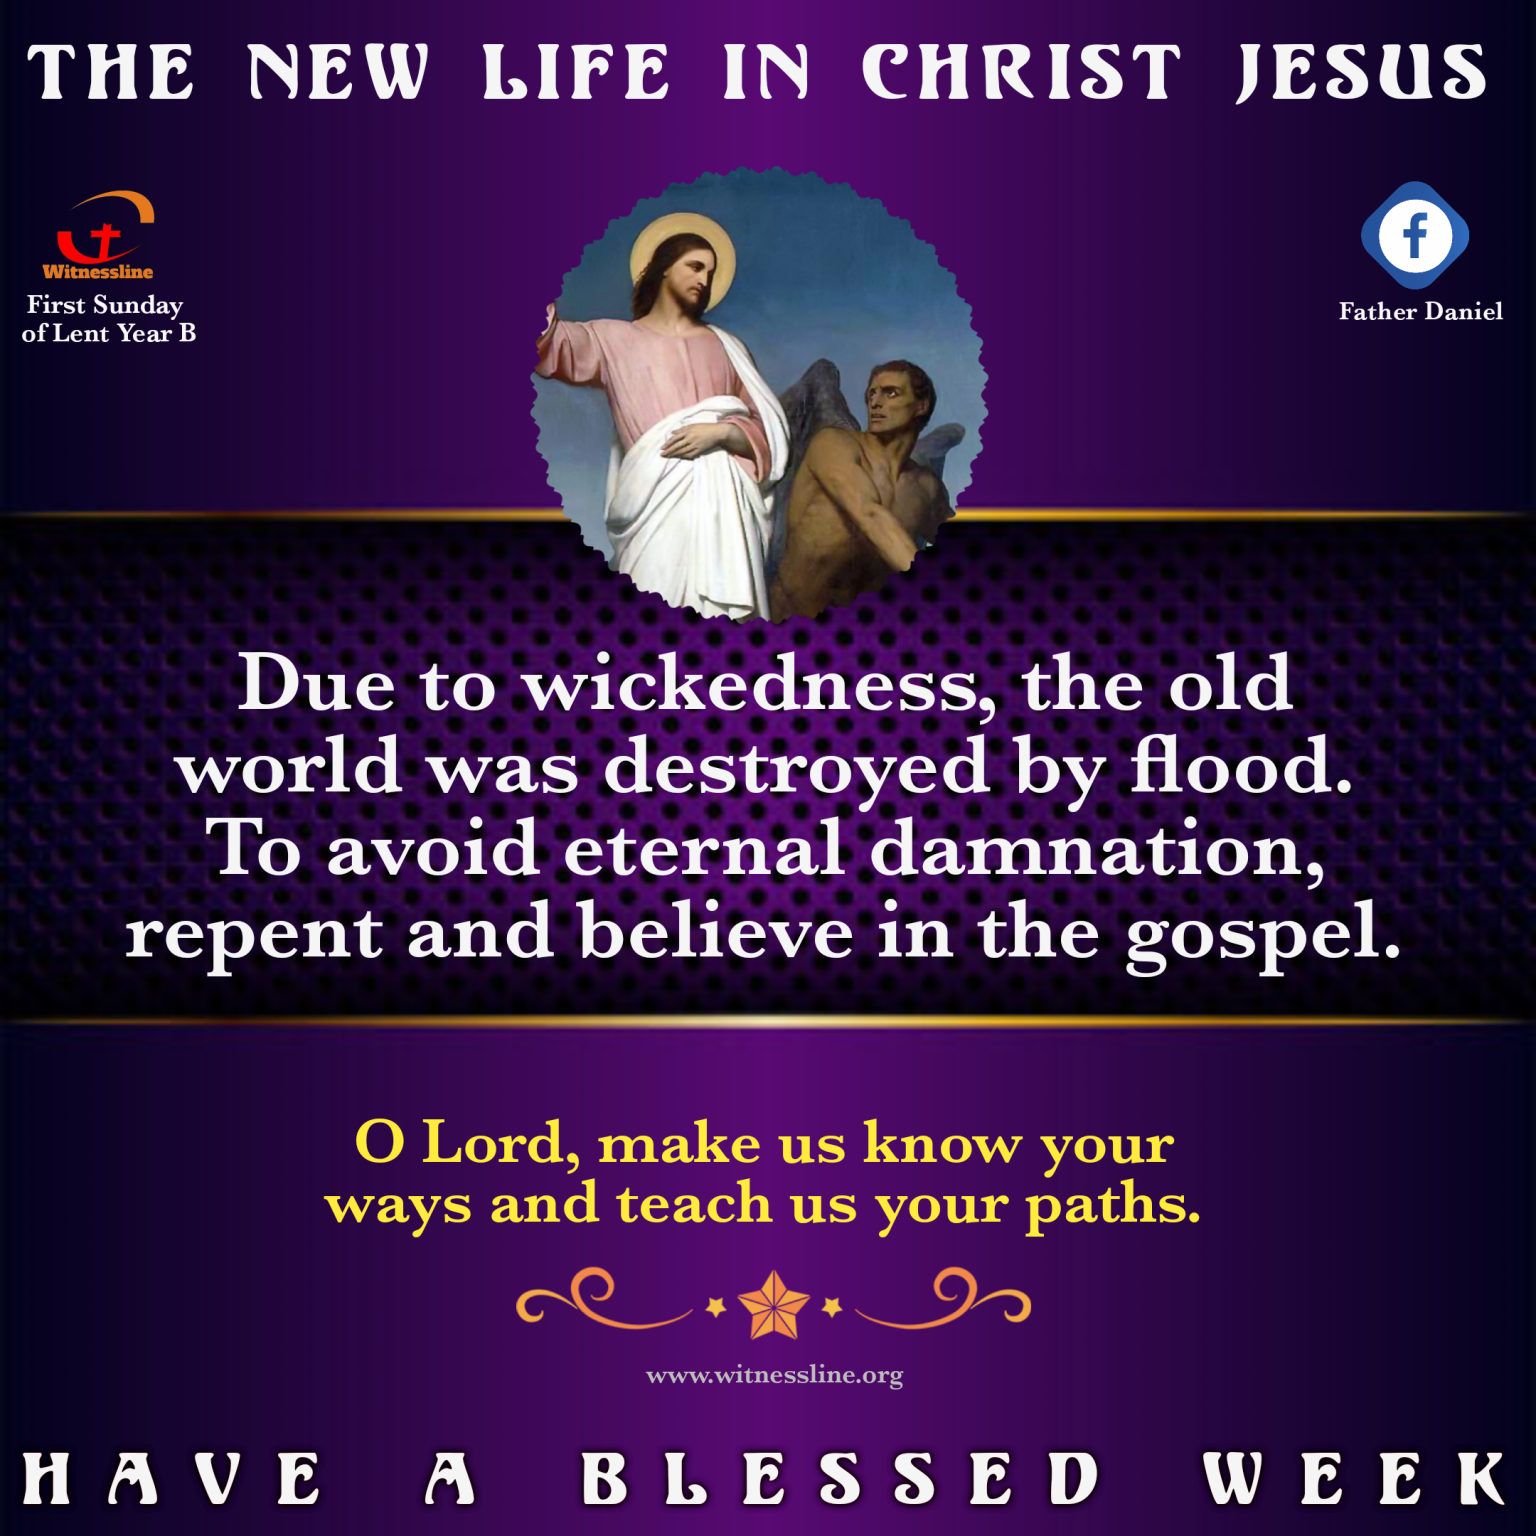 THE NEW LIFE IN CHRIST JESUS
Witnessline
First Sunday
of Lent Year B
f
Father Daniel
Due to wickedness, the old
world was destroyed by flood.
To avoid eternal damnation,
repent and believe in the gospel.
O Lord, make us know your
ways and teach us your paths.
www.witnessline.org
HAVE A BLESSED WEEK